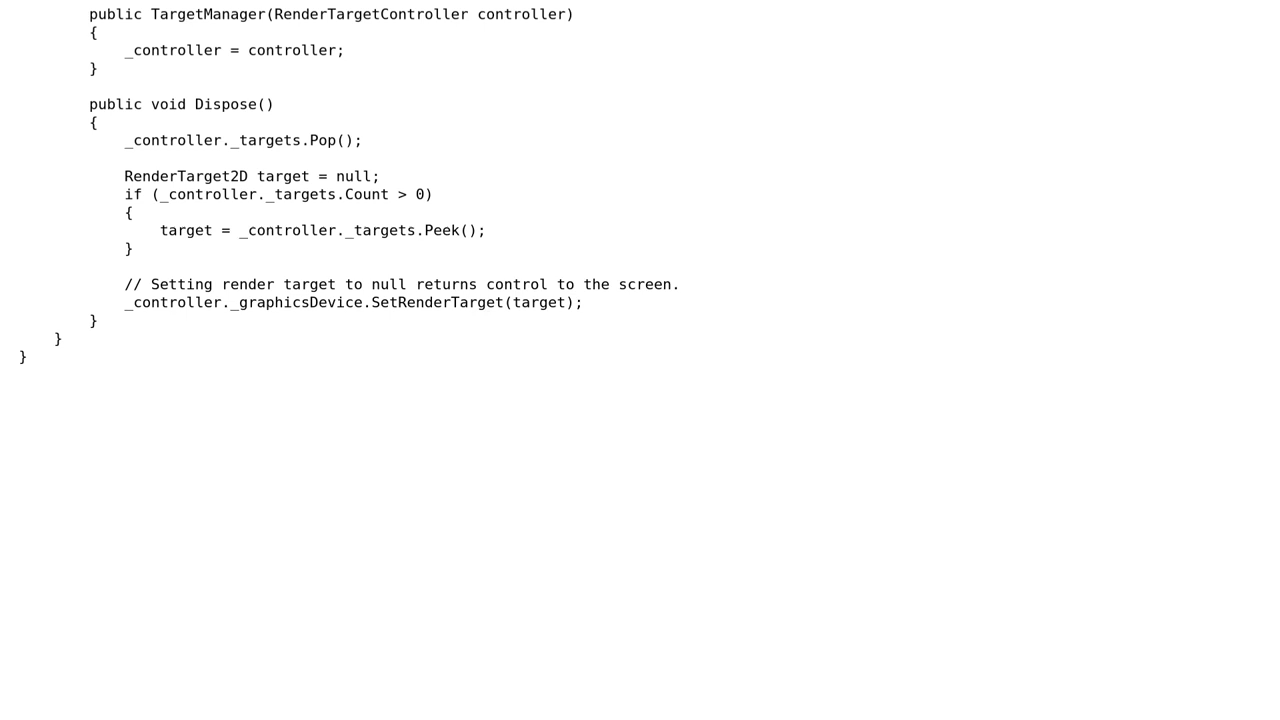 public TargetManager(RenderTargetController controller)
        {
            _controller = controller;
        }

        public void Dispose()
        {
            _controller._targets.Pop();

            RenderTarget2D target = null;
            if (_controller._targets.Count > 0)
            {
                target = _controller._targets.Peek();
            }

            // Setting render target to null returns control to the screen.
            _controller._graphicsDevice.SetRenderTarget(target);
        }
    }
}